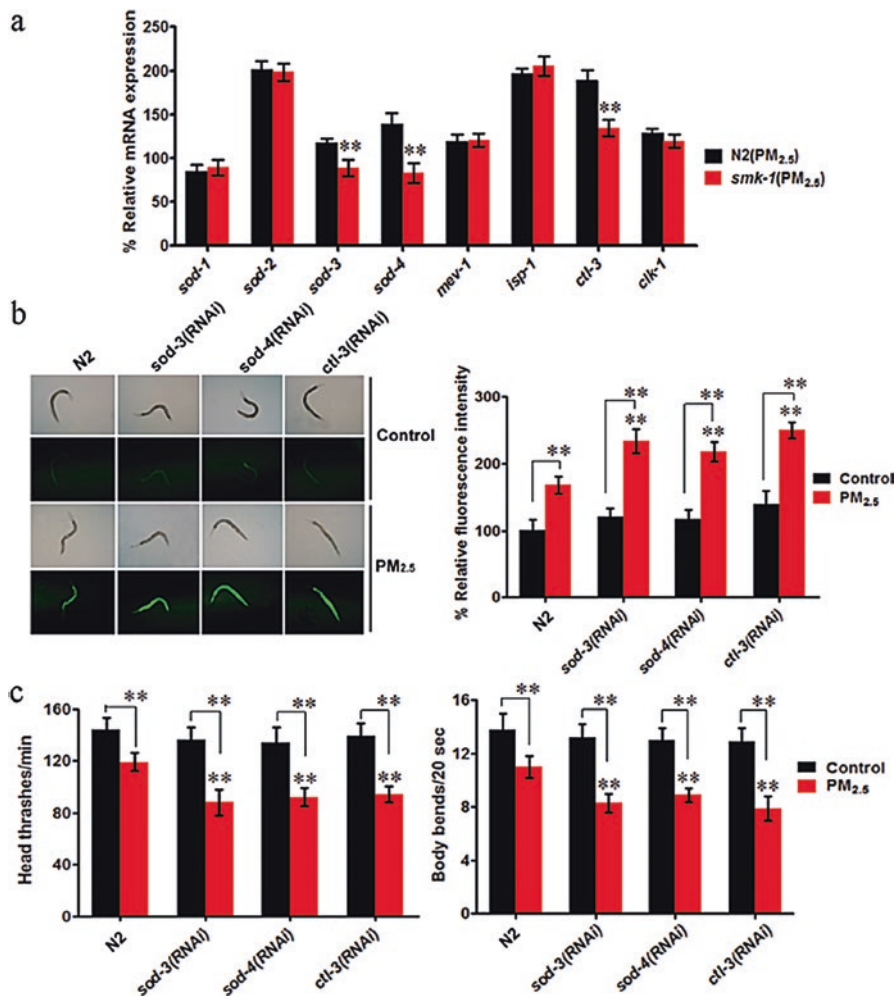 a
% Relative mRNA expression
250
200
150
100
50
0
**
**
**
N2(PM2.5)
smk-1(PM2.5)
sod-1
sod-2
sod-3
sod-4
mev-1
isp-1
ctl-3
clk-1
b
N2
sod-3(RNAi)
sod-4(RNAi)
ctl-3(RNAi)
Control
PM2.5
% Relative fluorescence intensity
300
200
100
0
**
**
**
**
**
**
**
Control
PM2.5
N2
sod-3(RNAi)
sod-4(RNAi)
ctl-3(RNAi)
c
Head thrashes/min
160
120
80
40
0
**
**
**
**
**
**
**
N2
sod-3(RNAi)
sod-4(RNAi)
ctl-3(RNAi)
Control
PM2.5
Body bends/20 sec
16
12
8
4
0
**
**
**
**
**
**
**
N2
sod-3(RNAi)
sod-4(RNAi)
ctl-3(RNAi)
Control
PM2.5